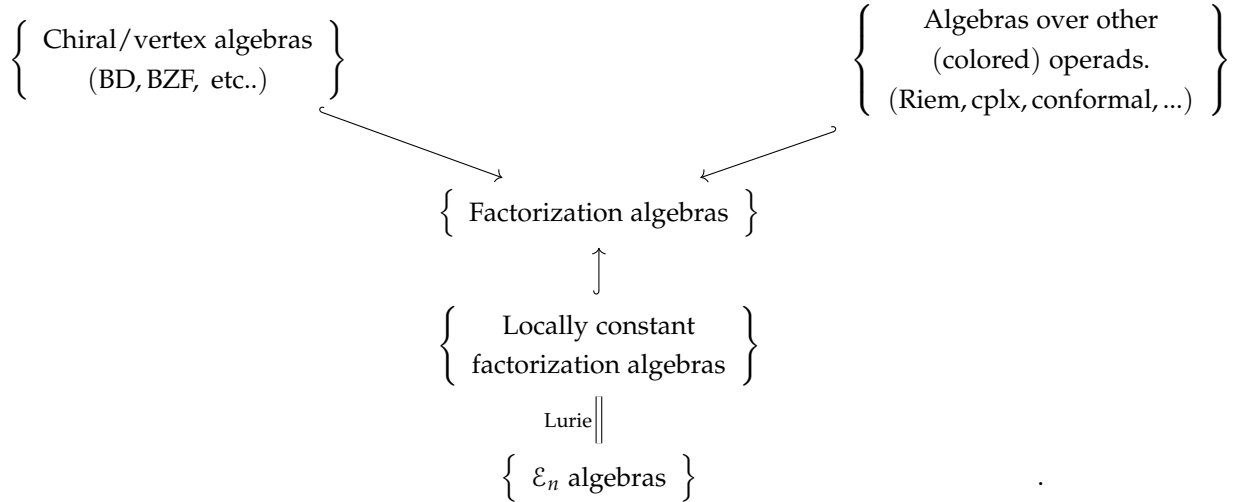 Chiral/vertex algebras
(BD, BZF, etc..)
Algebras over other
(colored) operads.
(Riem, cplx, conformal, ...)
{ Factorization algebras }
Locally constant
factorization algebras
Lurie
{ ℰₙ algebras }
.